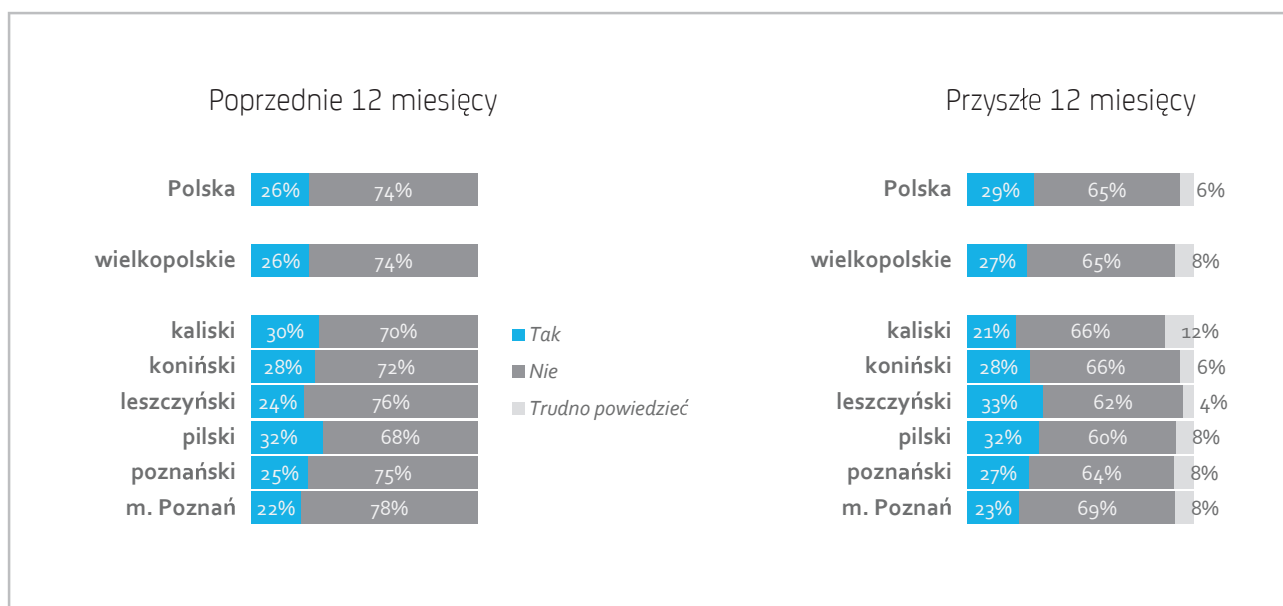 Poprzednie 12 miesięcy
Polska 26% 74%
wielkopolskie 26% 74%
kaliski 30% 70%
koniński 28% 72%
leszczyński 24% 76%
pilski 32% 68%
poznański 25% 75%
m. Poznań 22% 78%
Tak
Nie
Trudno powiedzieć
Przyszłe 12 miesięcy
Polska 29% 65% 6%
wielkopolskie 27% 65% 8%
kaliski 21% 66% 12%
koniński 28% 66% 6%
leszczyński 33% 62% 4%
pilski 32% 60% 8%
poznański 27% 64% 8%
m. Poznań 23% 69% 8%